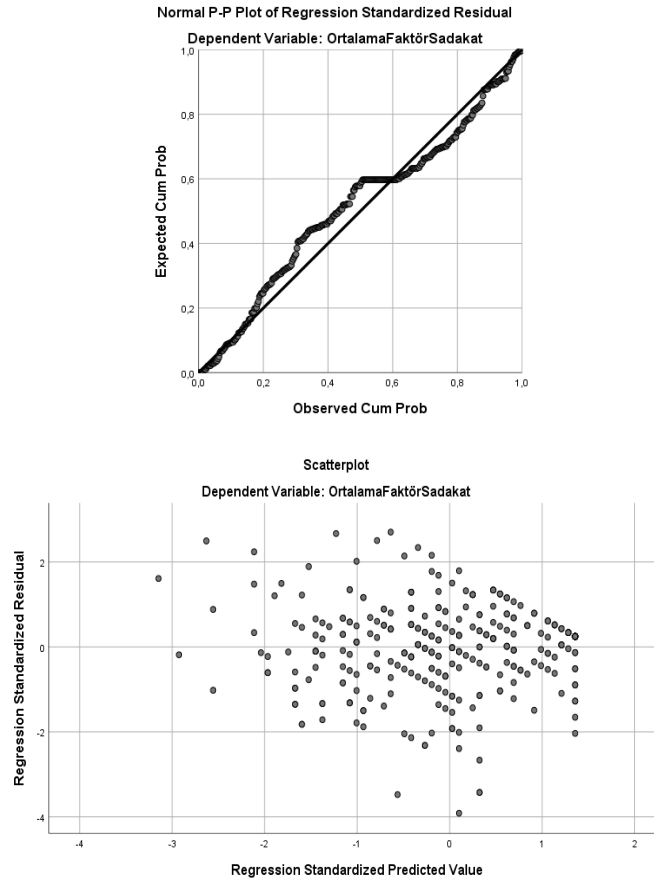 Normal P-P Plot of Regression Standardized Residual
Dependent Variable: OrtalamaFaktörSadakat
1,0
0,8
0,6
0,4
0,2
0,0
0,0 0,2 0,4 0,6 0,8 1,0
Expected Cum Prob
Observed Cum Prob
Scatterplot
Dependent Variable: OrtalamaFaktörSadakat
2
0
-2
-4
-4 -3 -2 -1 0 1 2
Regression Standardized Residual
Regression Standardized Predicted Value